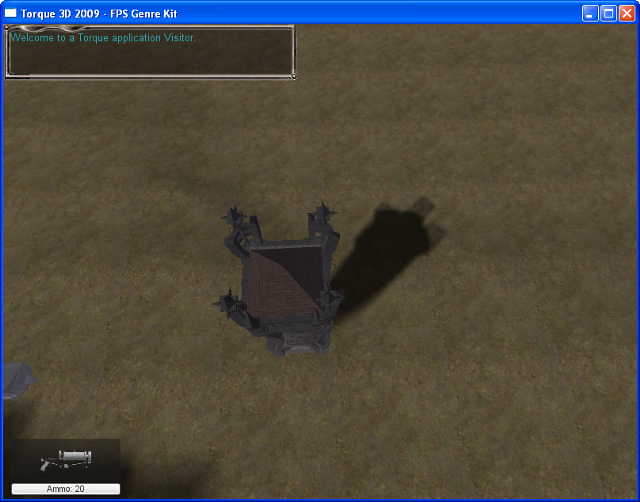 Torque 3D 2009 - FPS Genre Kit
Welcome to a Torque application Visitor.
Ammo: 20